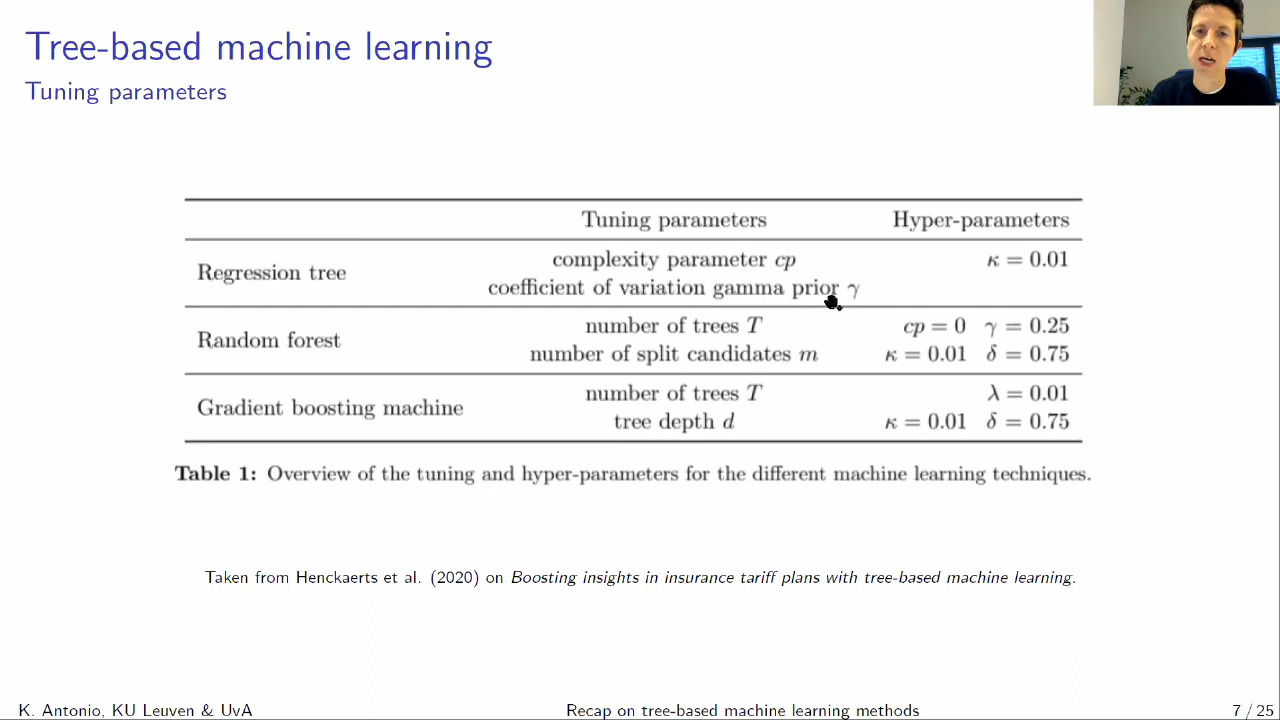 Tree-based machine learning
Tuning parameters
Tuning parameters Hyper-parameters
Regression tree
complexity parameter cp κ = 0.01
coefficient of variation gamma prior γ
Random forest
number of trees T cp = 0 γ = 0.25
number of split candidates m κ = 0.01 δ = 0.75
Gradient boosting machine
number of trees T λ = 0.01
tree depth d κ = 0.01 δ = 0.75
Table 1: Overview of the tuning and hyper-parameters for the different machine learning techniques.
Taken from Henckaerts et al. (2020) on Boosting insights in insurance tariff plans with tree-based machine learning.
K. Antonio, KU Leuven & UvA Recap on tree-based machine learning methods 7 / 25